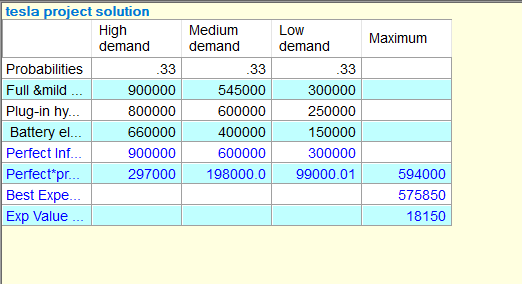 tesla project solution
High demand Medium demand Low demand Maximum
Probabilities .33 .33 .33
Full &mild ... 900000 545000 300000
Plug-in hy... 800000 600000 250000
Battery el... 660000 400000 150000
Perfect Inf... 900000 600000 300000
Perfect*pr... 297000 198000.0 99000.01 594000
Best Expe... 575850
Exp Value ... 18150